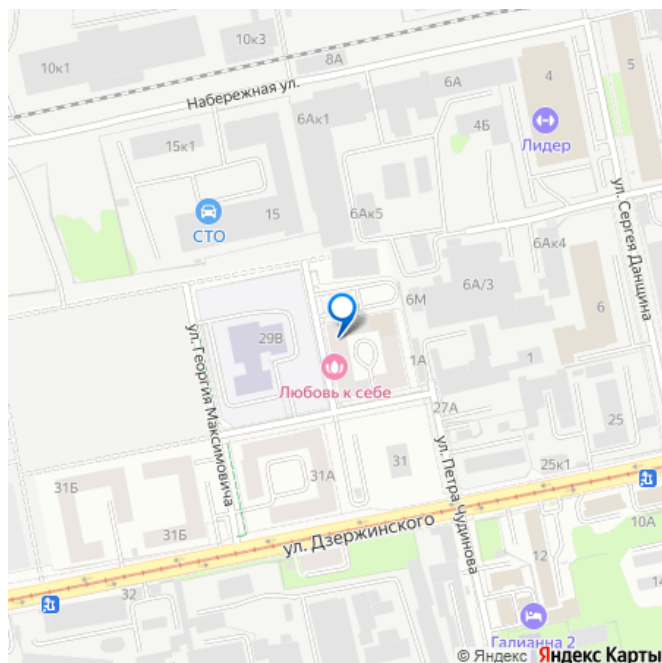 10к3
10к1
8А
Набережная ул.
6А
4
5
6Ак1
4Б
Лидер
15к1
ул. Сергея Данщина
15
6Ак5
СТО
6Ак4
6А/3
6М
6
29В
ул. Георгия Максимовича
1А
1
Любовь к себе
27А
25
31
ул. Петра Чудинова
25к1
31Б
31А
31Б
ул. Дзержинского
10А
12
32
14
Галианна 2
© Яндекс Яндекс Карты